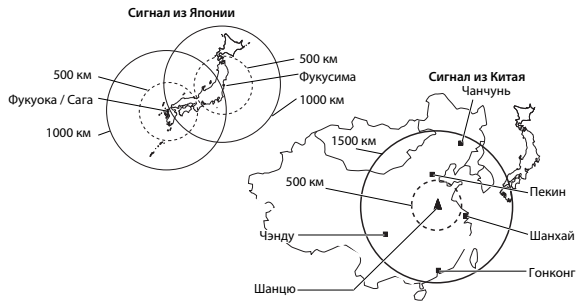 Сигнал из Японии
500 км
Фукусима
1000 км
500 км
Фукуока / Сага
1000 км
Сигнал из Китая
Чанчунь
1500 км
500 км
Пекин
Чэнду
Шанхай
Гонконг
Шанцю